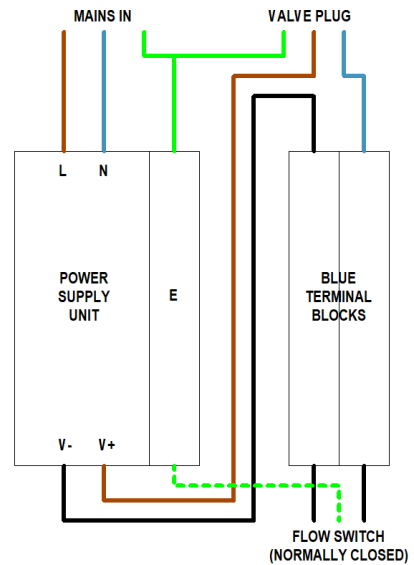 MAINS IN
VALVE PLUG
L N
POWER
SUPPLY
UNIT
E
BLUE
TERMINAL
BLOCKS
V- V+
FLOW SWITCH
(NORMALLY CLOSED)